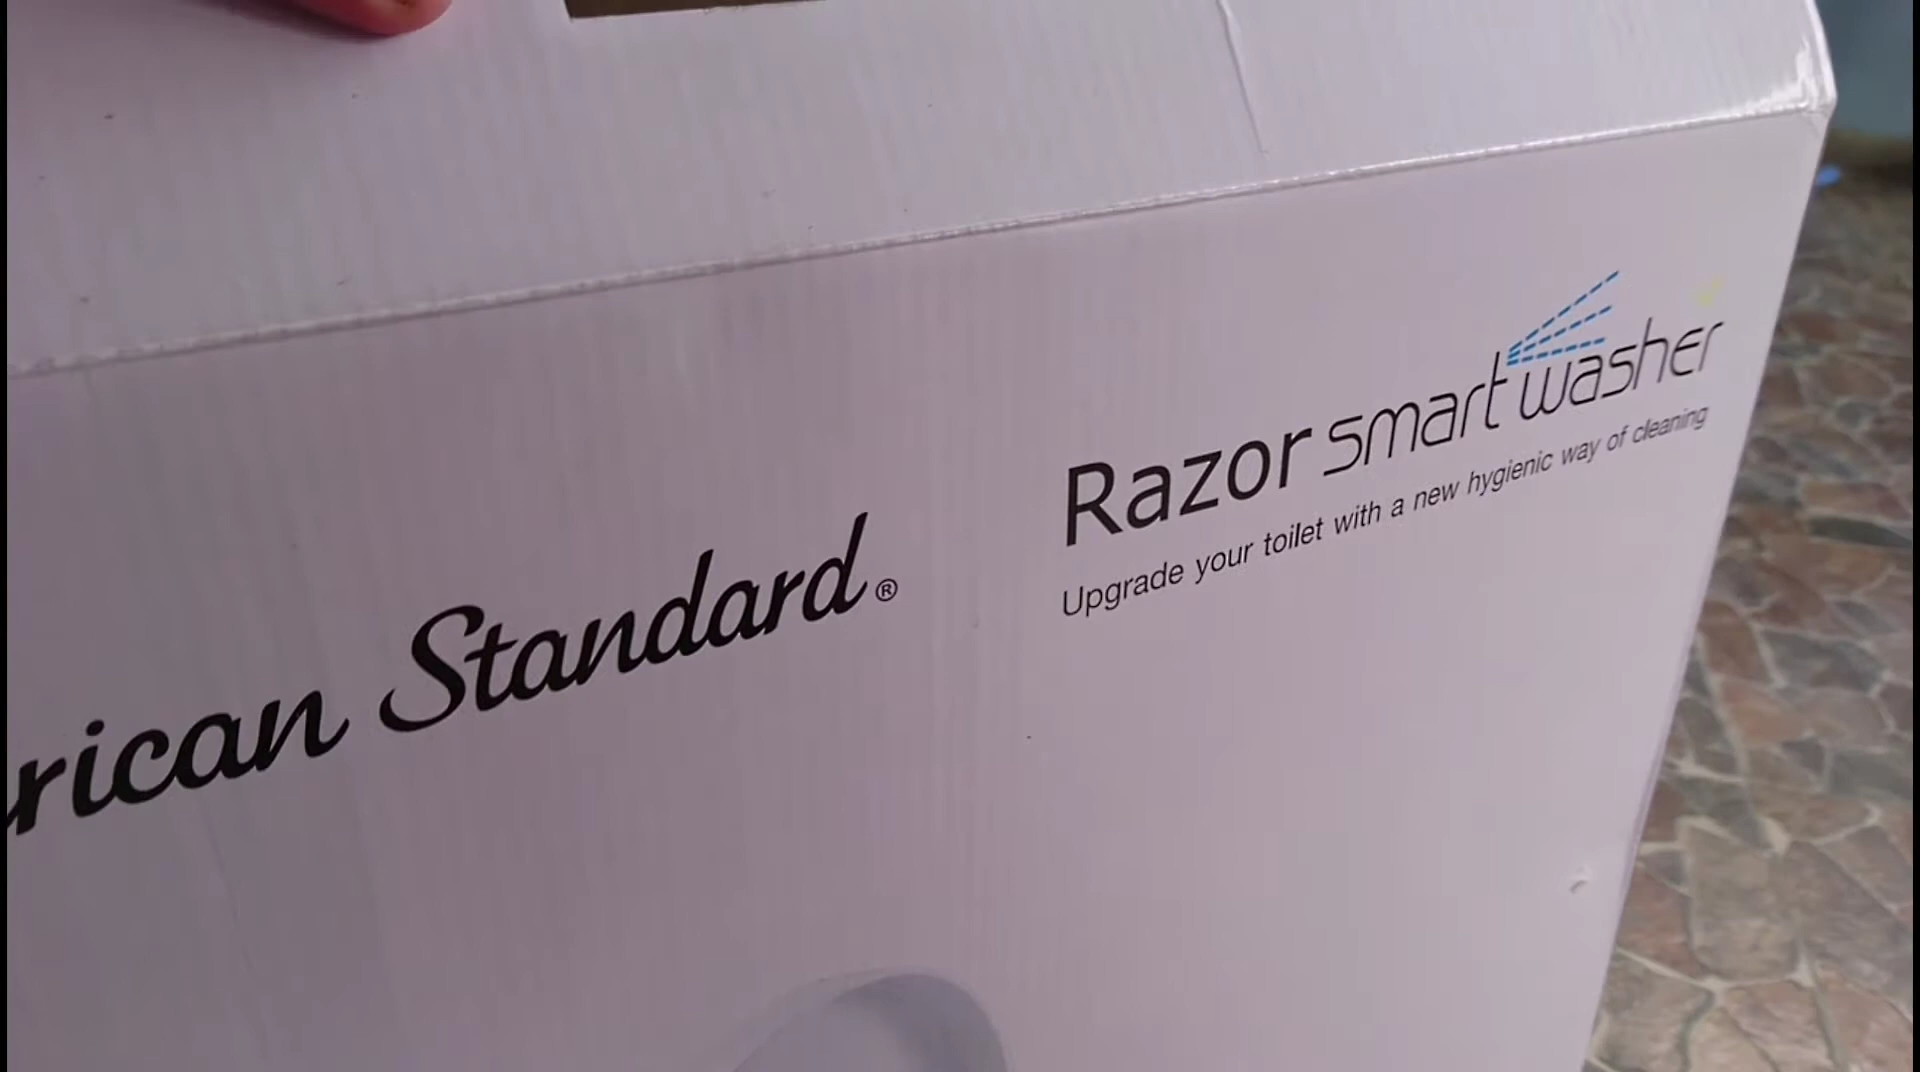 Razor smart washer
Upgrade your toilet with a new hygienic way of cleaning
rican Standard®